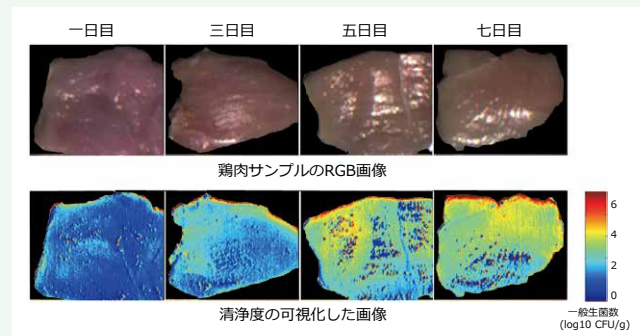 一日目
三日目
五日目
七日目
鶏肉サンプルのRGB画像
6
4
2
0
一般生菌数
(log10 CFU/g)
清浄度の可視化した画像